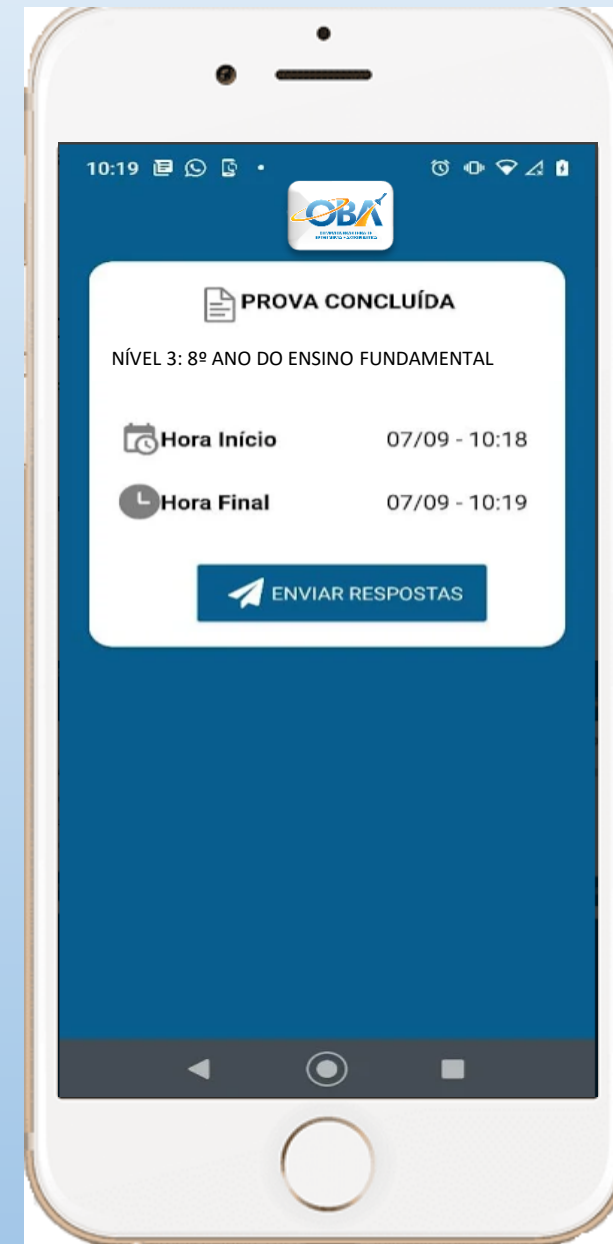 10:19
OBA
PROVA CONCLUÍDA
NÍVEL 3: 8º ANO DO ENSINO FUNDAMENTAL
Hora Início 07/09 - 10:18
Hora Final 07/09 - 10:19
ENVIAR RESPOSTAS